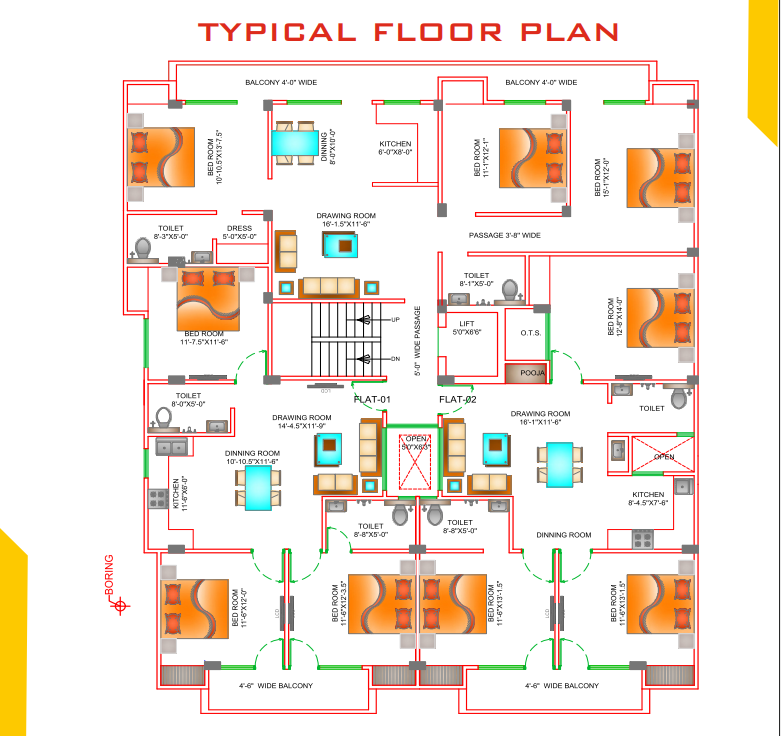 TYPICAL FLOOR PLAN
BALCONY 4'-0" WIDE
BALCONY 4'-0" WIDE
BED ROOM
10'-10.5"X13'-7.5"
DINNING
8'-0"X10'-0"
KITCHEN
6'-0"X8'-0"
BED ROOM
11'-1"X12'-1"
BED ROOM
15'-1"X12'-0"
TOILET
8'-3"X5'-0"
DRESS
5'-0"X5'-0"
DRAWING ROOM
16'-1.5"X11'-6"
PASSAGE 3'-8" WIDE
BED ROOM
11'-7.5"X11'-6"
UP
DN
5'-0" WIDE PASSAGE
TOILET
8'-1"X5'-0"
LIFT
5'0"X6'6"
O.T.S.
POOJA
BED ROOM
12'-8"X14'-0"
TOILET
8'-0"X5'-0"
LCD
FLAT-01
FLAT-02
DRAWING ROOM
14'-4.5"X11'-9"
DRAWING ROOM
16'-1"X11'-6"
TOILET
OPEN
5'0"X6'3"
OPEN
DINNING ROOM
10'-10.5"X11'-6"
KITCHEN
11'-6"X6'-0"
KITCHEN
8'-4.5"X7'-6"
TOILET
8'-8"X5'-0"
TOILET
8'-8"X5'-0"
DINNING ROOM
BORING
BED ROOM
11'-6"X12'-0"
LCD
BED ROOM
11'-6"X12'-3.5"
BED ROOM
11'-6"X13'-1.5"
LCD
BED ROOM
11'-6"X13'-1.5"
4'-6" WIDE BALCONY
4'-6" WIDE BALCONY